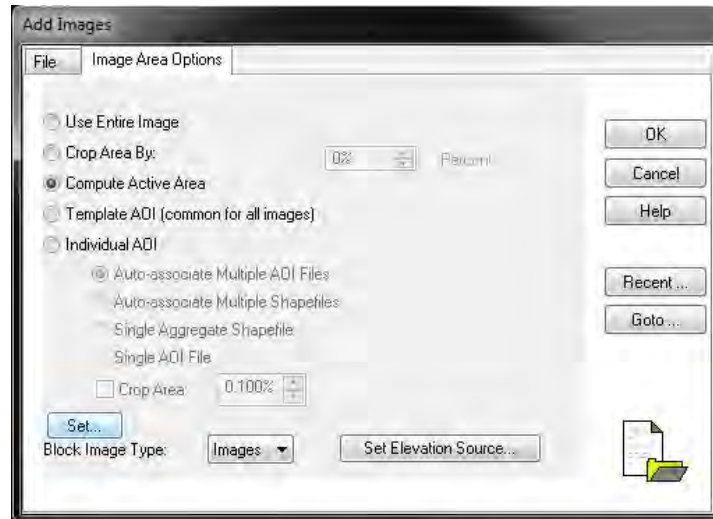 Add Images
File
Image Area Options
Use Entire Image
Crop Area By:
0%
Percent
Compute Active Area
Template AOI (common for all images)
Individual AOI
Auto-associate Multiple AOI Files
Auto-associate Multiple Shapefiles
Single Aggregate Shapefile
Single AOI File
Crop Area:
0.100%
Set...
Block Image Type:
Images
Set Elevation Source...
OK
Cancel
Help
Recent ...
Goto ...